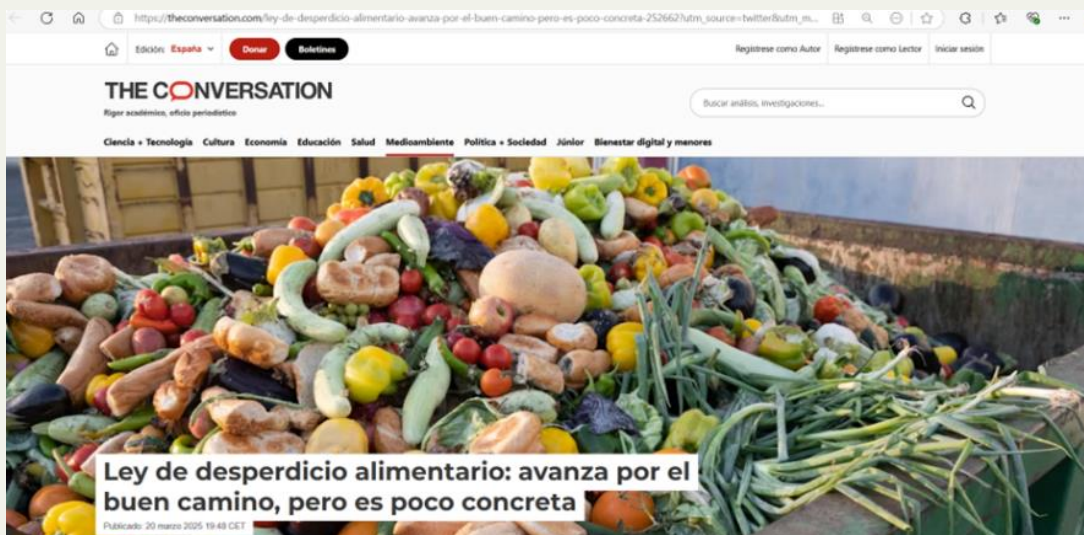 https://theconversation.com/ley-de-desperdicio-alimentario-avanza-por-el-buen-camino-pero-es-poco-concreta-252662?utm_source=twitter&utm_m...
Edición: España
Donar
Boletines
Regístrese como Autor
Regístrese como Lector
Iniciar sesión
THE CONVERSATION
Rigor académico, oficio periodístico
Buscar análisis, investigaciones...
Ciencia + Tecnología Cultura Economía Educación Salud Medioambiente Política + Sociedad Júnior Bienestar digital y menores
Ley de desperdicio alimentario: avanza por el
buen camino, pero es poco concreta
Publicado: 20 marzo 2025 19:48 CET